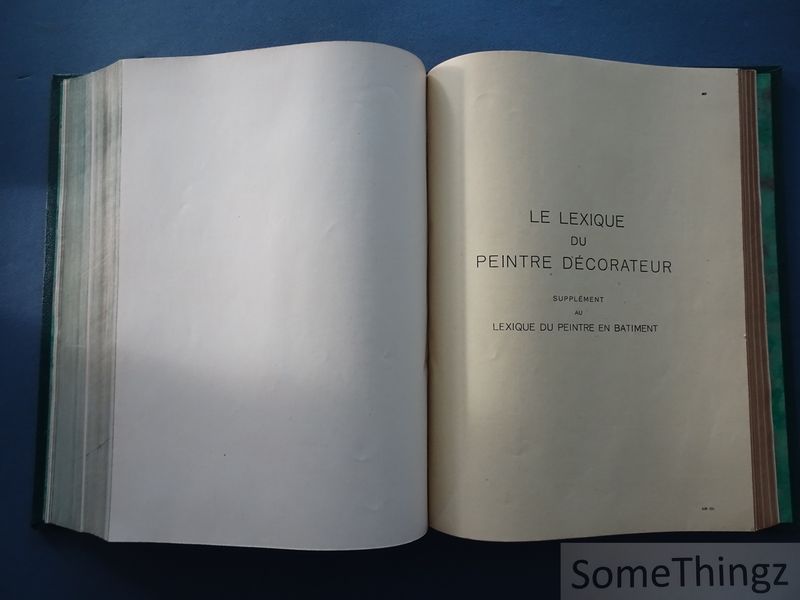 LE LEXIQUE
DU
PEINTRE DÉCORATEUR
SUPPLÉMENT
AU
LEXIQUE DU PEINTRE EN BATIMENT
SomeThingz